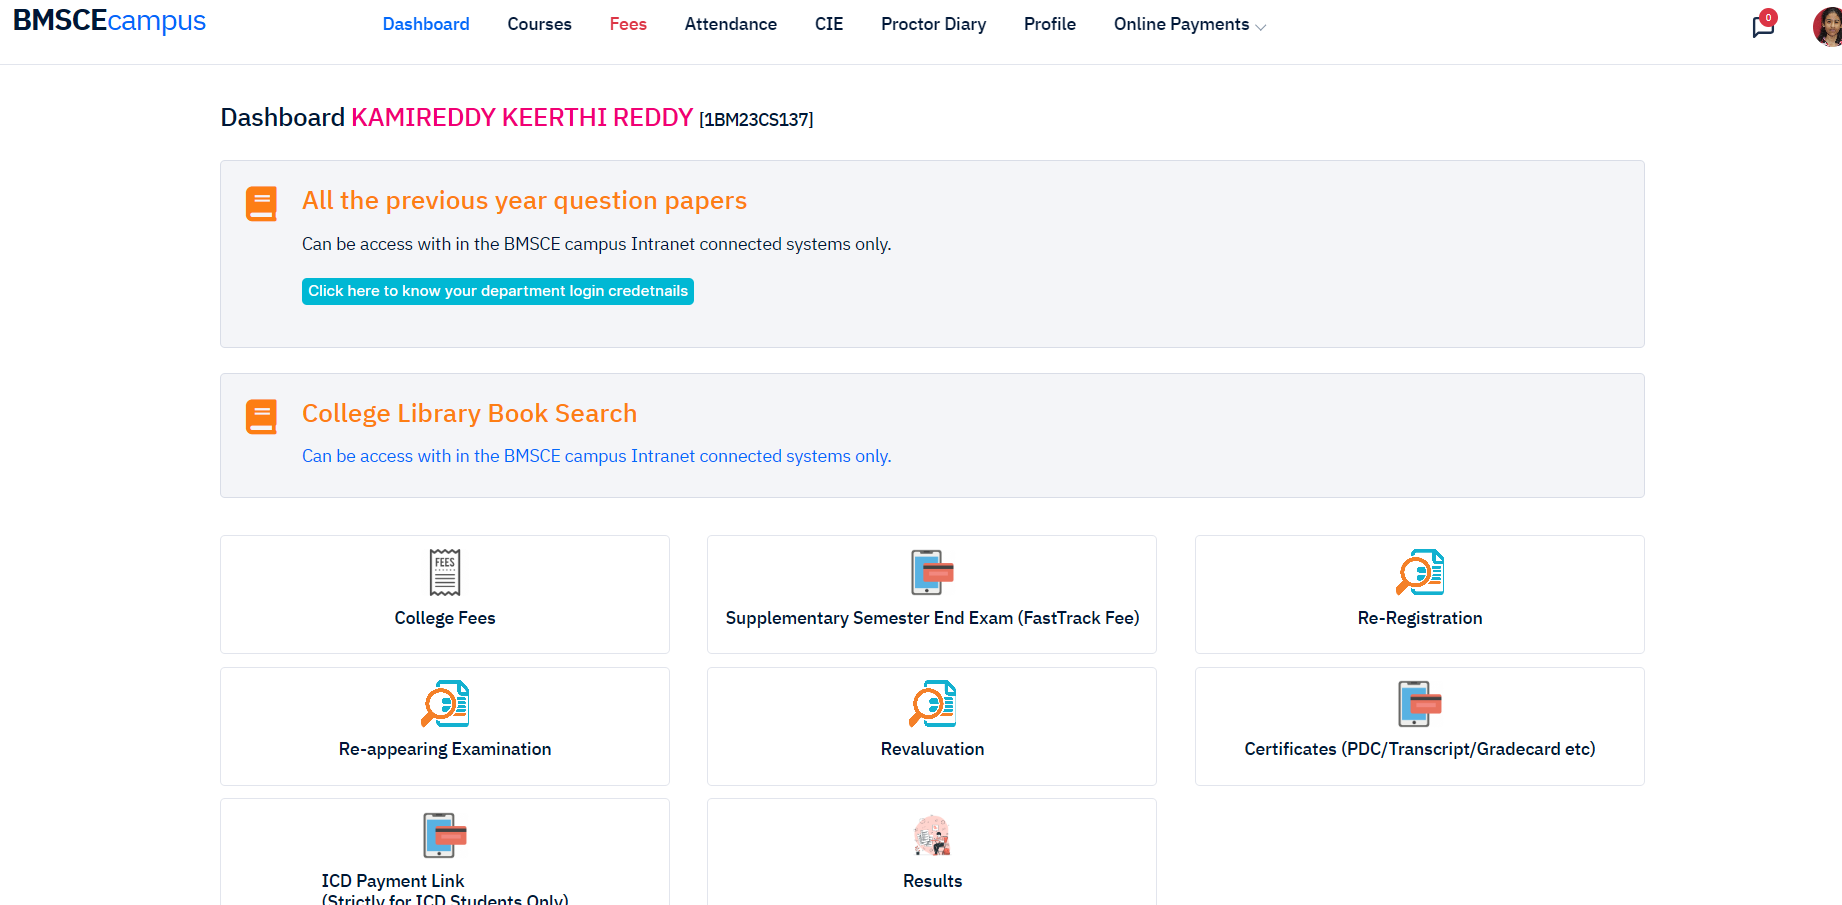 BMSCEcampus
Dashboard Courses Fees Attendance CIE Proctor Diary Profile Online Payments
0
Dashboard KAMIREDDY KEERTHI REDDY [1BM23CS137]
All the previous year question papers
Can be access with in the BMSCE campus Intranet connected systems only.
Click here to know your department login credetnails
College Library Book Search
Can be access with in the BMSCE campus Intranet connected systems only.
FEES
College Fees
Supplementary Semester End Exam (FastTrack Fee)
Re-Registration
Re-appearing Examination
Revaluvation
Certificates (PDC/Transcript/Gradecard etc)
ICD Payment Link
(Strictly for ICD Students Only)
Results